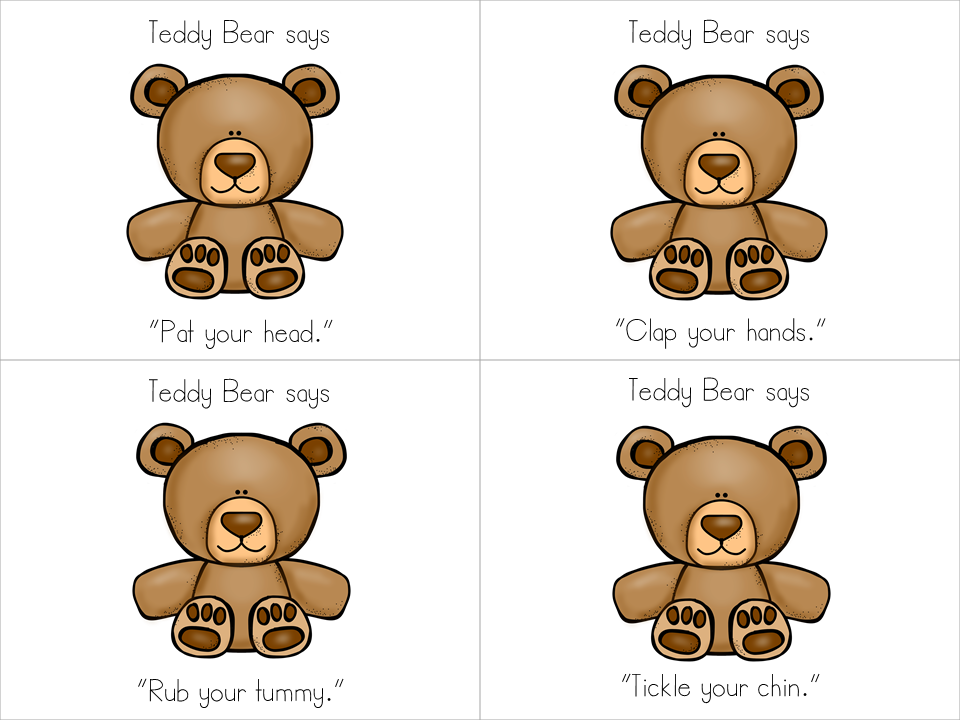 Teddy Bear says
"Pat your head."
Teddy Bear says
"Clap your hands."
Teddy Bear says
"Rub your tummy."
Teddy Bear says
"Tickle your chin."